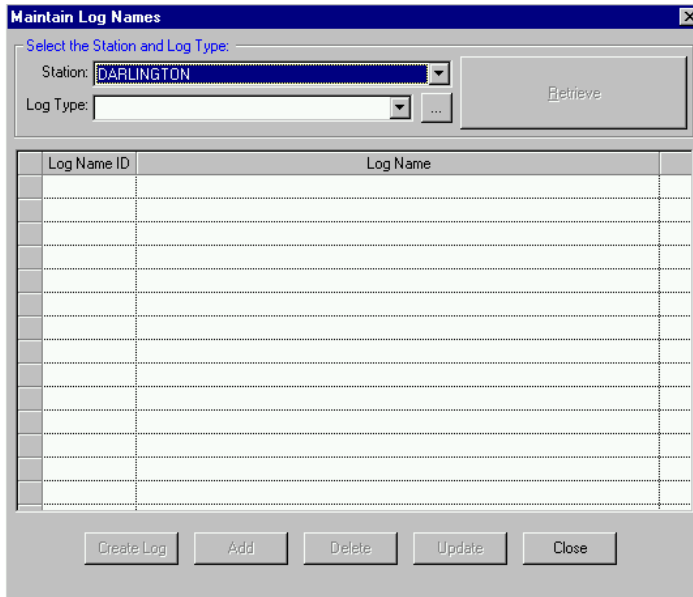 Maintain Log Names
Select the Station and Log Type:
Station: DARLINGTON
Retrieve
Log Type: ...
Log Name ID Log Name
Create Log Add Delete Update Close